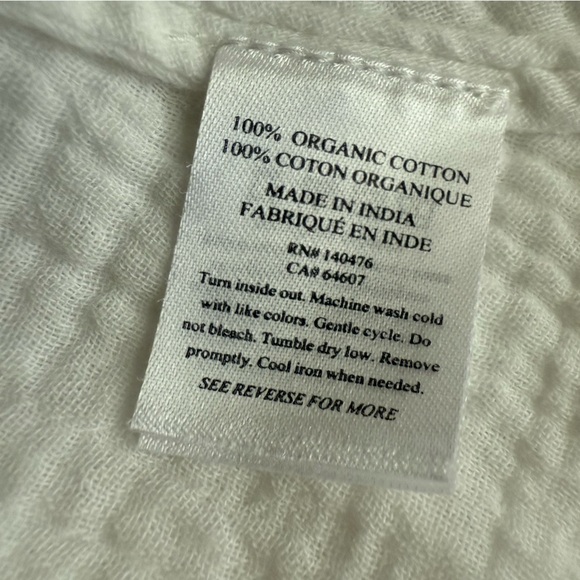 100% ORGANIC COTTON
100% COTON ORGANIQUE
MADE IN INDIA
FABRIQUÉ EN INDE
RN# 140476
CA# 64607
Turn inside out. Machine wash cold
with like colors. Gentle cycle. Do
not bleach. Tumble dry low. Remove
promptly. Cool iron when needed.
SEE REVERSE FOR MORE